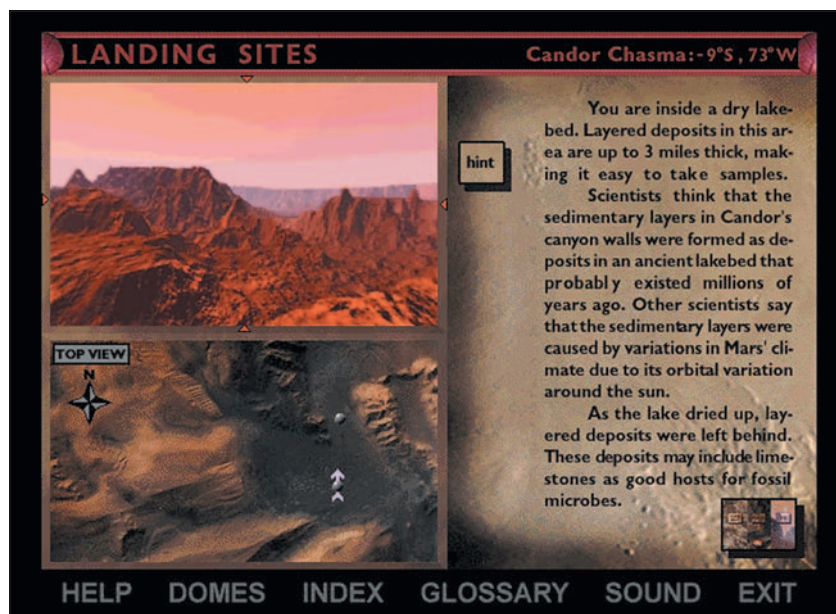 LANDING SITES
Candor Chasma:-9°S, 73°W
hint
You are inside a dry lake-
bed. Layered deposits in this ar-
ea are up to 3 miles thick, mak-
ing it easy to take samples.
Scientists think that the
sedimentary layers in Candor's
canyon walls were formed as de-
posits in an ancient lakebed that
probably existed millions of
years ago. Other scientists say
that the sedimentary layers were
caused by variations in Mars' cli-
mate due to its orbital variation
around the sun.
As the lake dried up, lay-
ered deposits were left behind.
These deposits may include lime-
stones as good hosts for fossil
microbes.
TOP VIEW
N
HELP DOMES INDEX GLOSSARY SOUND EXIT